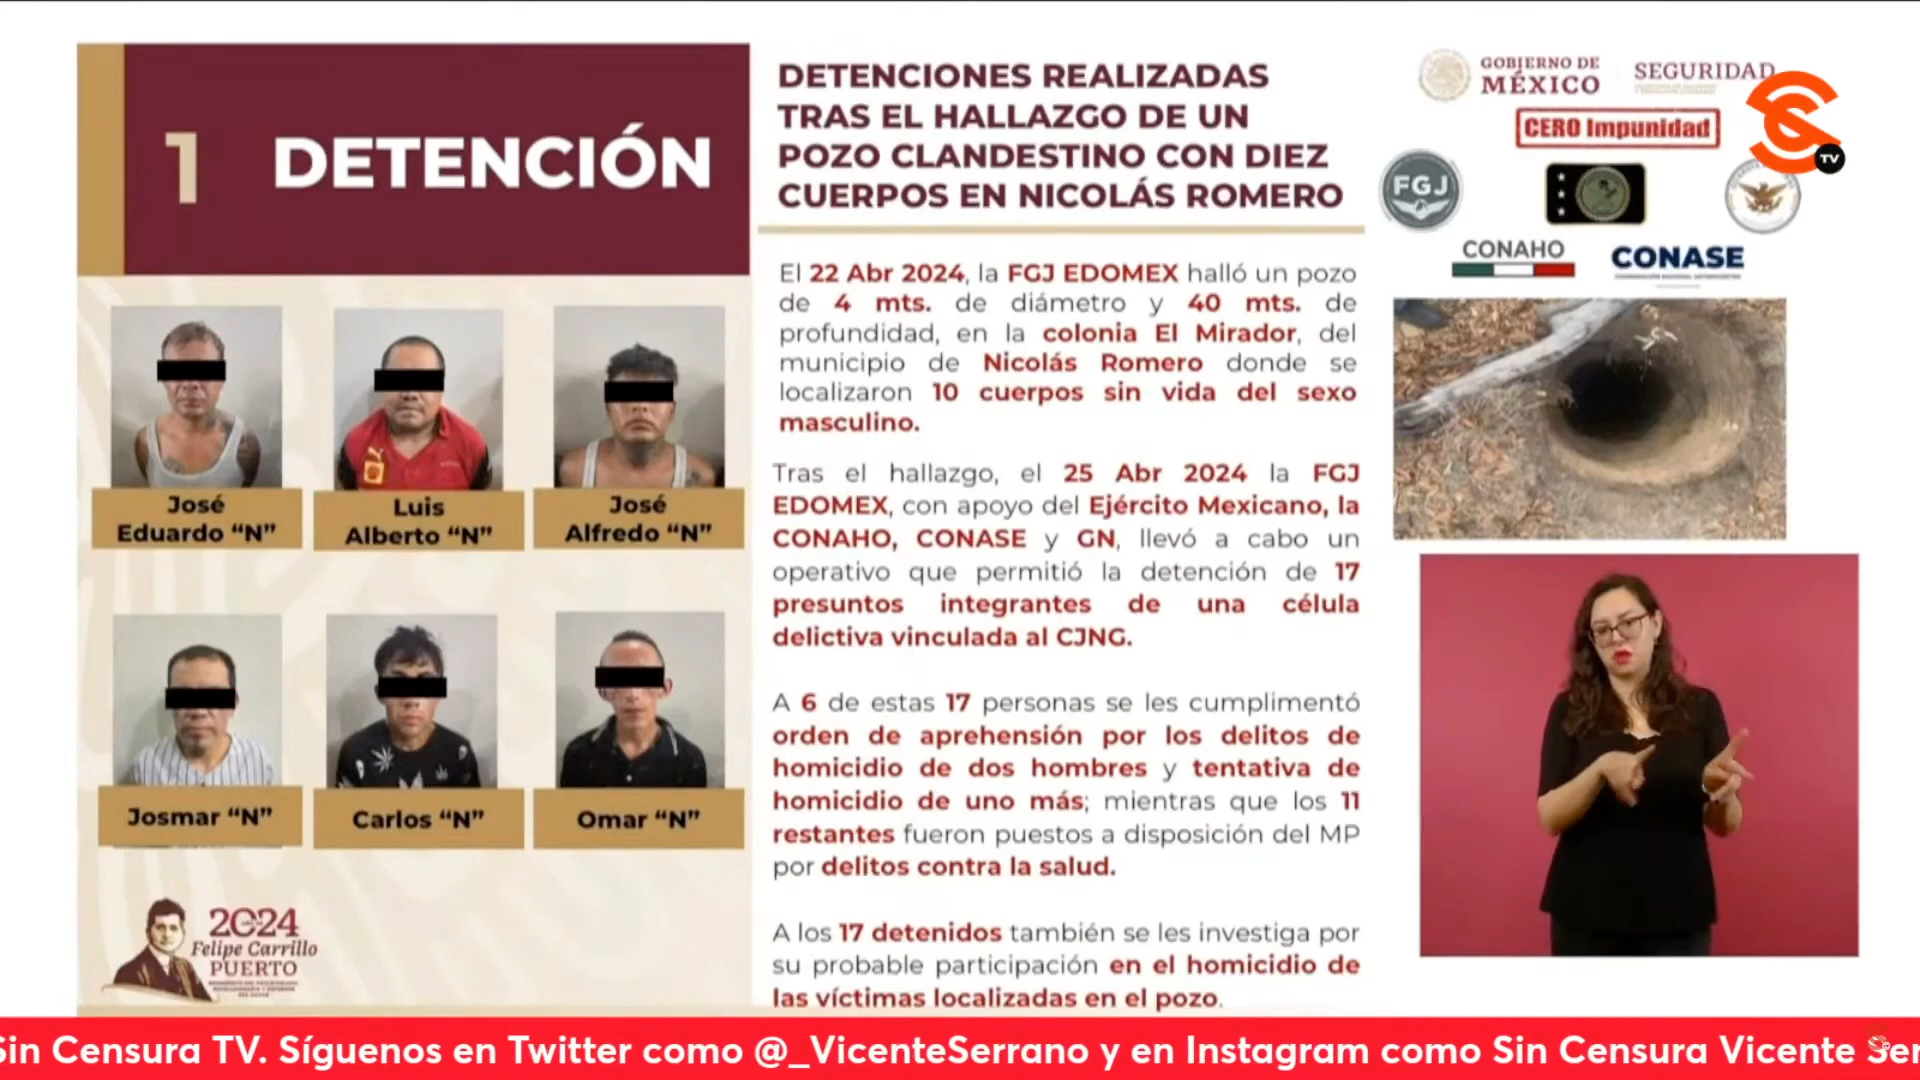 1 DETENCIÓN
José
Eduardo “N”
Luis
Alberto “N”
José
Alfredo “N”
Josmar “N”
Carlos “N”
Omar “N”
2024
Felipe Carrillo
PUERTO
DETENCIONES REALIZADAS
TRAS EL HALLAZGO DE UN
POZO CLANDESTINO CON DIEZ
CUERPOS EN NICOLÁS ROMERO
El 22 Abr 2024, la FGJ EDOMEX halló un pozo
de 4 mts. de diámetro y 40 mts. de
profundidad, en la colonia El Mirador, del
municipio de Nicolás Romero donde se
localizaron 10 cuerpos sin vida del sexo
masculino.
Tras el hallazgo, el 25 Abr 2024 la FGJ
EDOMEX, con apoyo del Ejército Mexicano, la
CONAHO, CONASE y GN, llevó a cabo un
operativo que permitió la detención de 17
presuntos integrantes de una célula
delictiva vinculada al CJNG.
A 6 de estas 17 personas se les cumplimentó
orden de aprehensión por los delitos de
homicidio de dos hombres y tentativa de
homicidio de uno más; mientras que los 11
restantes fueron puestos a disposición del MP
por delitos contra la salud.
A los 17 detenidos también se les investiga por
su probable participación en el homicidio de
las víctimas localizadas en el pozo.
GOBIERNO DE
MÉXICO
SEGURIDAD
CERO Impunidad
TV
FGJ
CONAHO
CONASE
Sin Censura TV. Síguenos en Twitter como @_VicenteSerrano y en Instagram como Sin Censura Vicente Ser